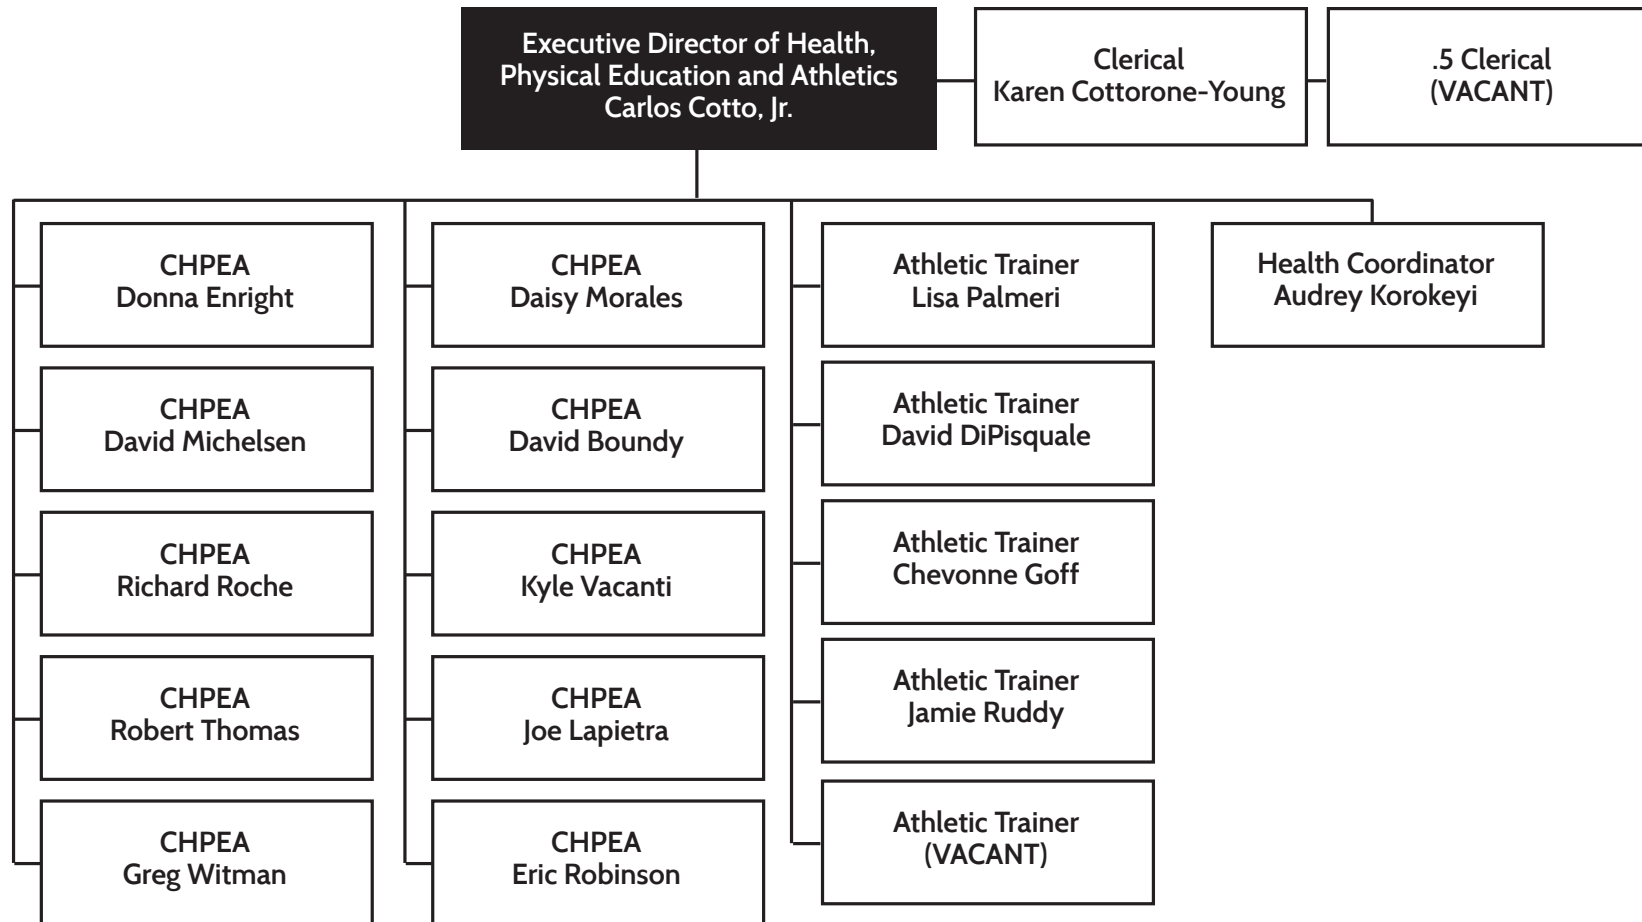 Executive Director of Health,
Physical Education and Athletics
Carlos Cotto, Jr.
Clerical
Karen Cottorone-Young
.5 Clerical
(VACANT)
CHPEA
Donna Enright
CHPEA
David Michelsen
CHPEA
Richard Roche
CHPEA
Robert Thomas
CHPEA
Greg Witman
CHPEA
Daisy Morales
CHPEA
David Boundy
CHPEA
Kyle Vacanti
CHPEA
Joe Lapietra
CHPEA
Eric Robinson
Athletic Trainer
Lisa Palmeri
Athletic Trainer
David DiPisquale
Athletic Trainer
Chevonne Goff
Athletic Trainer
Jamie Ruddy
Athletic Trainer
(VACANT)
Health Coordinator
Audrey Korokeyi